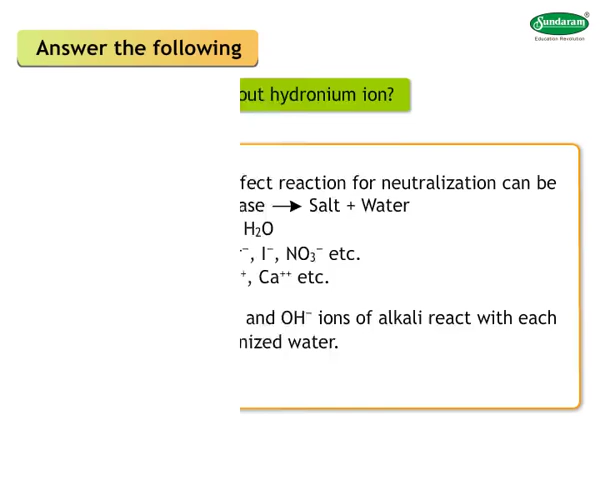 Sundaram®
Education Revolution
Answer the following
out hydronium ion?
fect reaction for neutralization can be
ase ⟶ Salt + Water
H₂O
⁻, I⁻, NO₃⁻ etc.
⁺, Ca⁺⁺ etc.
and OH⁻ ions of alkali react with each
nized water.